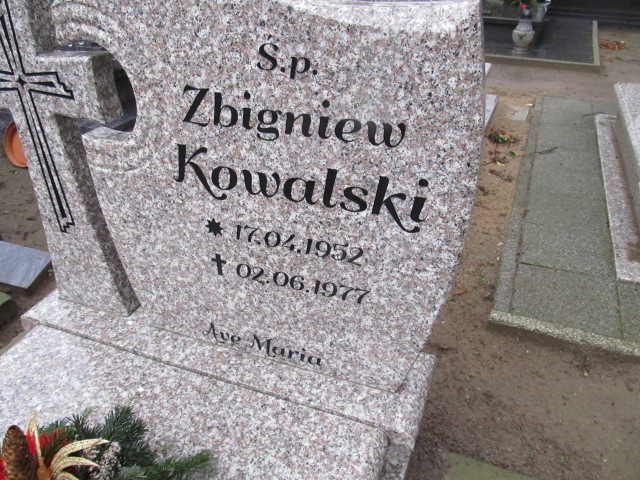 Ś.p.
Zbigniew
Kowalski
* 17.04.1952
✝ 02.06.1977
Ave Maria